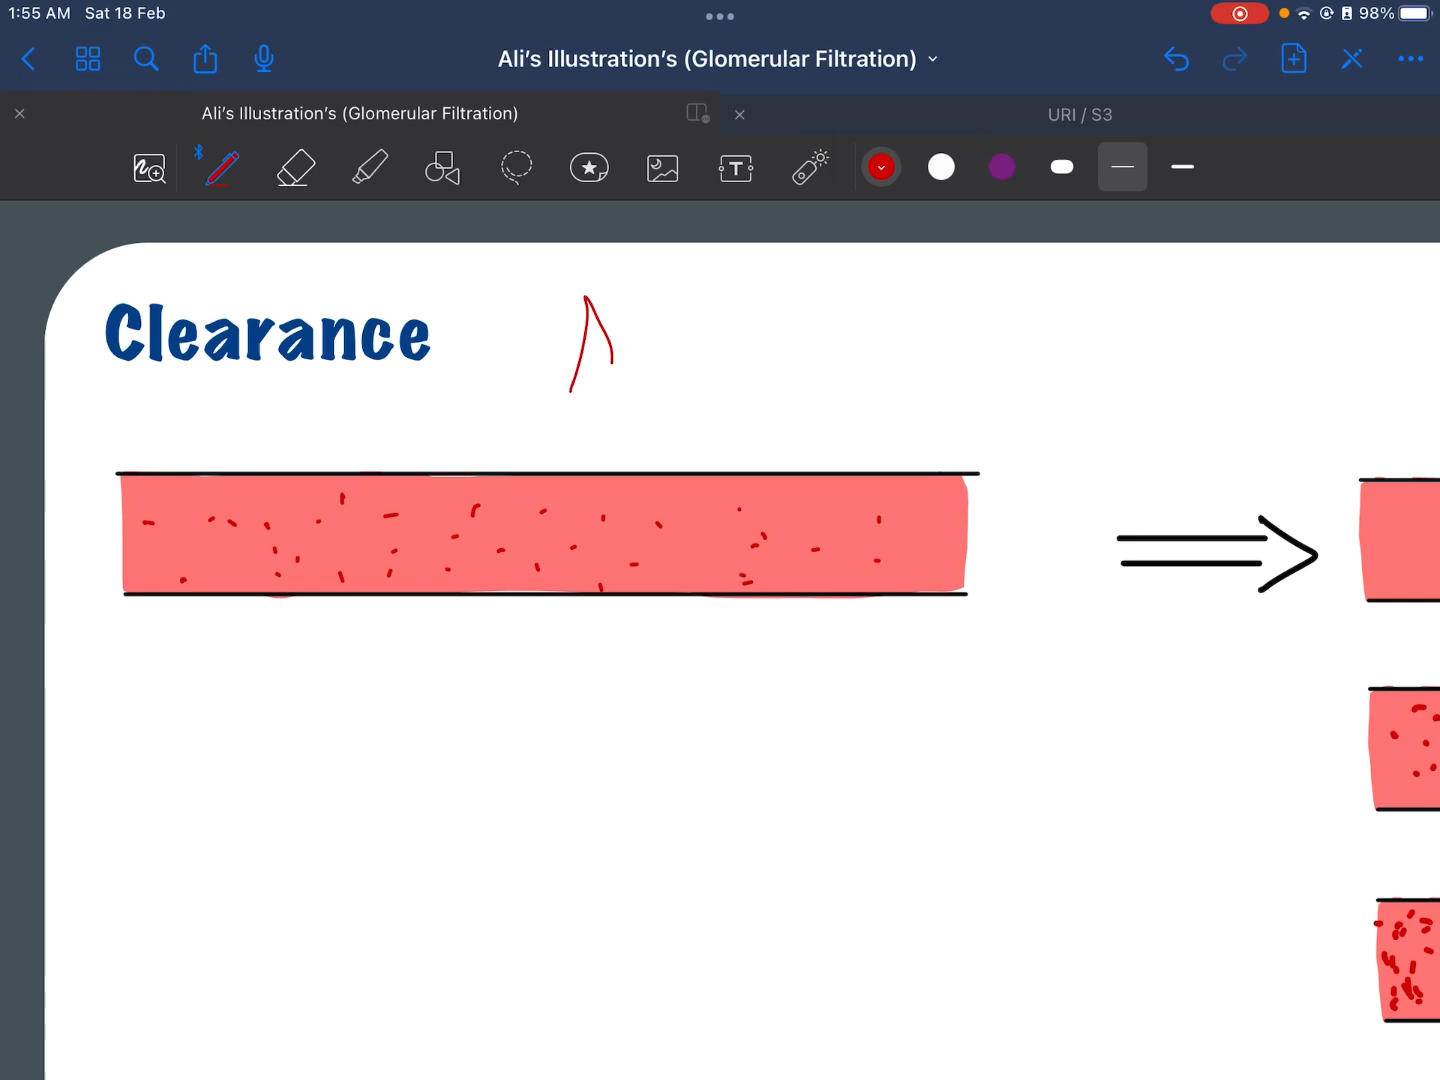 1:55 AM Sat 18 Feb
98%
Ali's Illustration's (Glomerular Filtration)
Ali's Illustration's (Glomerular Filtration)
URI / S3
T
Clearance